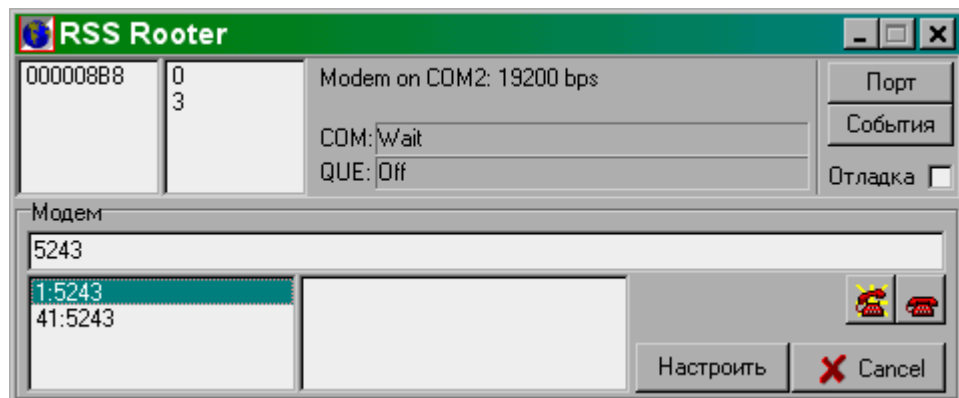 RSS Rooter
000008B8
0
3
Modem on COM2: 19200 bps
COM: Wait
QUE: Off
Порт
События
Отладка
Модем
5243
1:5243
41:5243
Настроить
Cancel